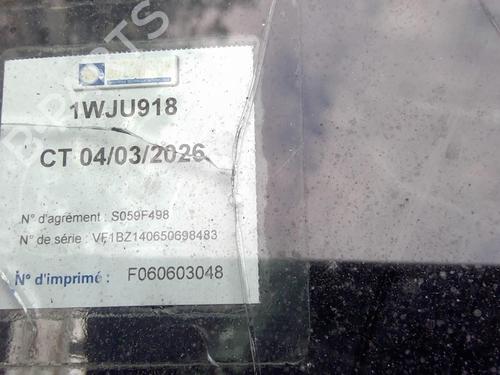 1WJU918
CT 04/03/2026
N° d'agrément : S059F498
N° de série : VF1BZ140650698483
N° d'imprimé : F060603048